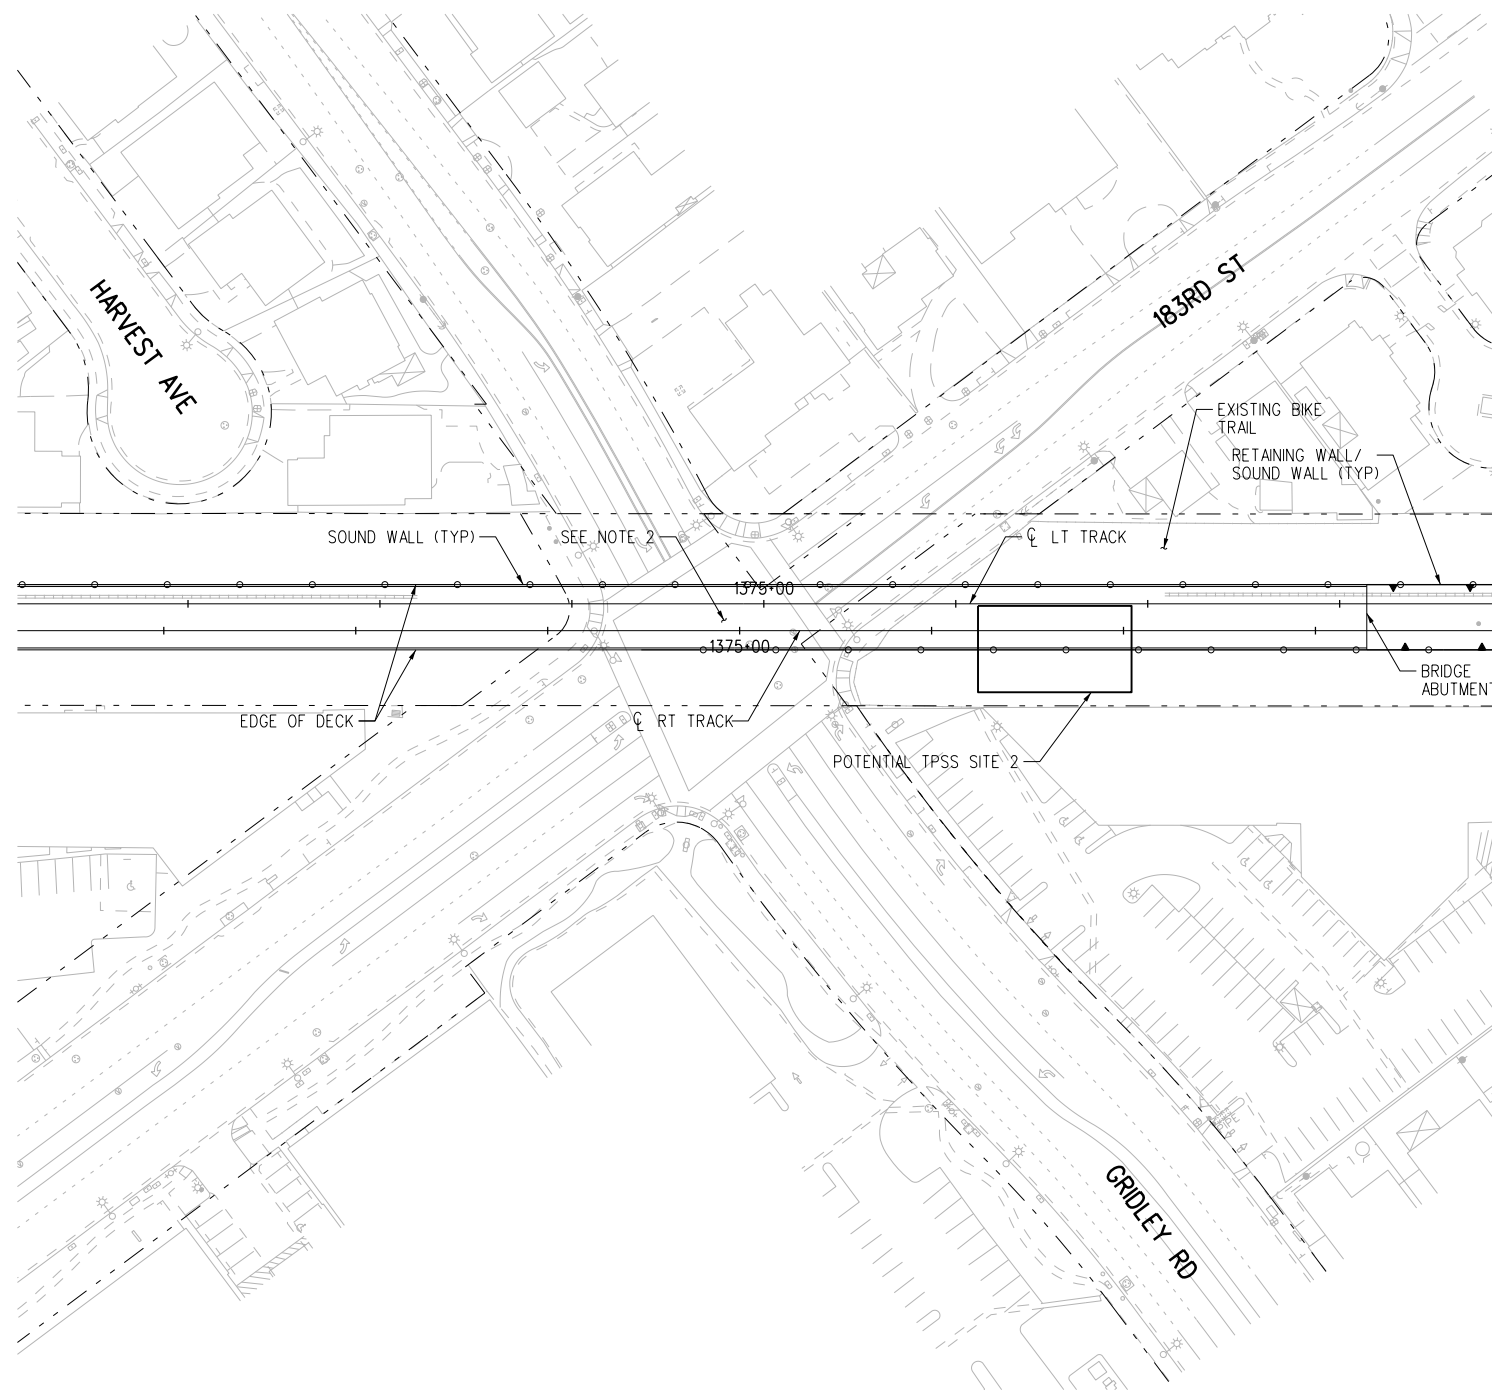 HARVEST AVE
183RD ST
EXISTING BIKE
TRAIL
RETAINING WALL/
SOUND WALL (TYP)
SOUND WALL (TYP)
SEE NOTE 2
℄ LT TRACK
1375+00
1375+00
BRIDGE
ABUTMENT
EDGE OF DECK
℄ RT TRACK
POTENTIAL TPSS SITE 2
GRIDLEY RD